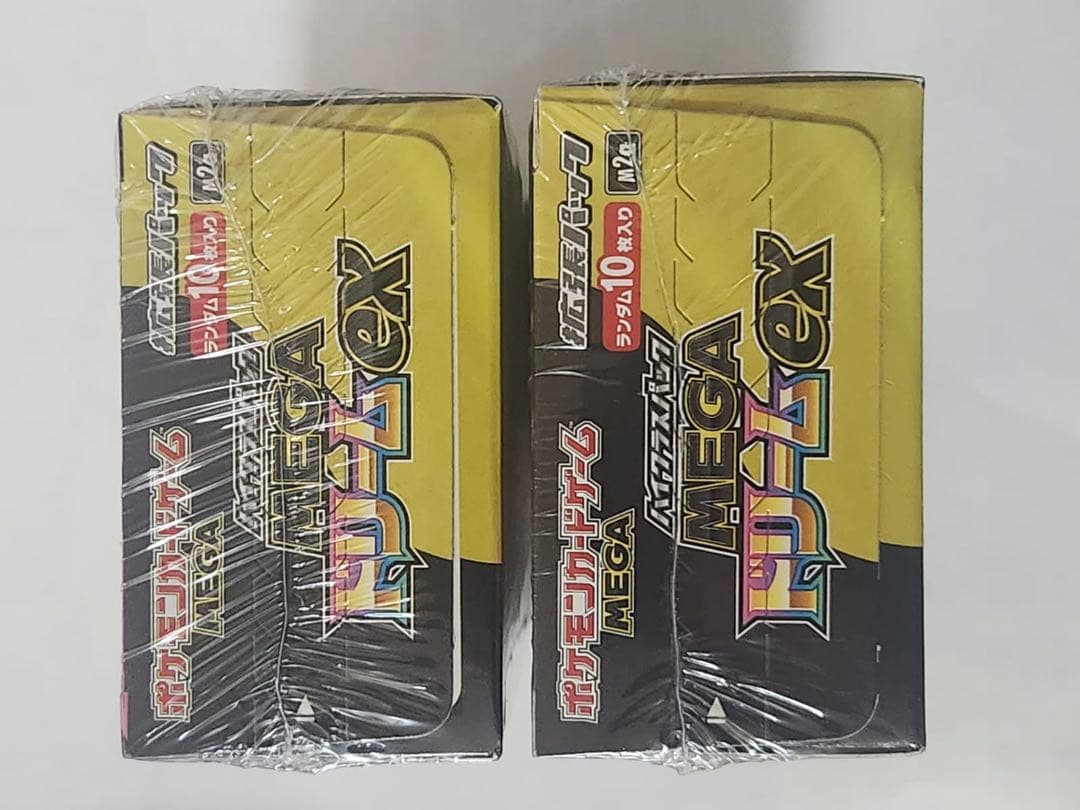 ポケモンカードゲーム
MEGA
拡張パック
ランダム10枚入り
M2a
ハイクラスパック
MEGA
ドリームex
ポケモンカードゲーム
MEGA
拡張パック
ランダム10枚入り
M2a
ハイクラスパック
MEGA
ドリームex